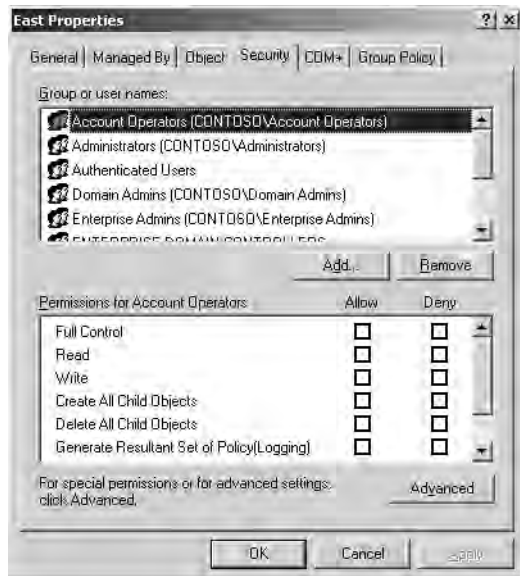 East Properties
General Managed By Object Security COM+ Group Policy
Group or user names:
Account Operators (CONTOSO\Account Operators)
Administrators (CONTOSO\Administrators)
Authenticated Users
Domain Admins (CONTOSO\Domain Admins)
Enterprise Admins (CONTOSO\Enterprise Admins)
ENTERPRISE DOMAIN CONTROLLERS
Add... Remove
Permissions for Account Operators Allow Deny
Full Control
Read
Write
Create All Child Objects
Delete All Child Objects
Generate Resultant Set of Policy(Logging)
For special permissions or for advanced settings,
click Advanced.
Advanced
OK Cancel Apply